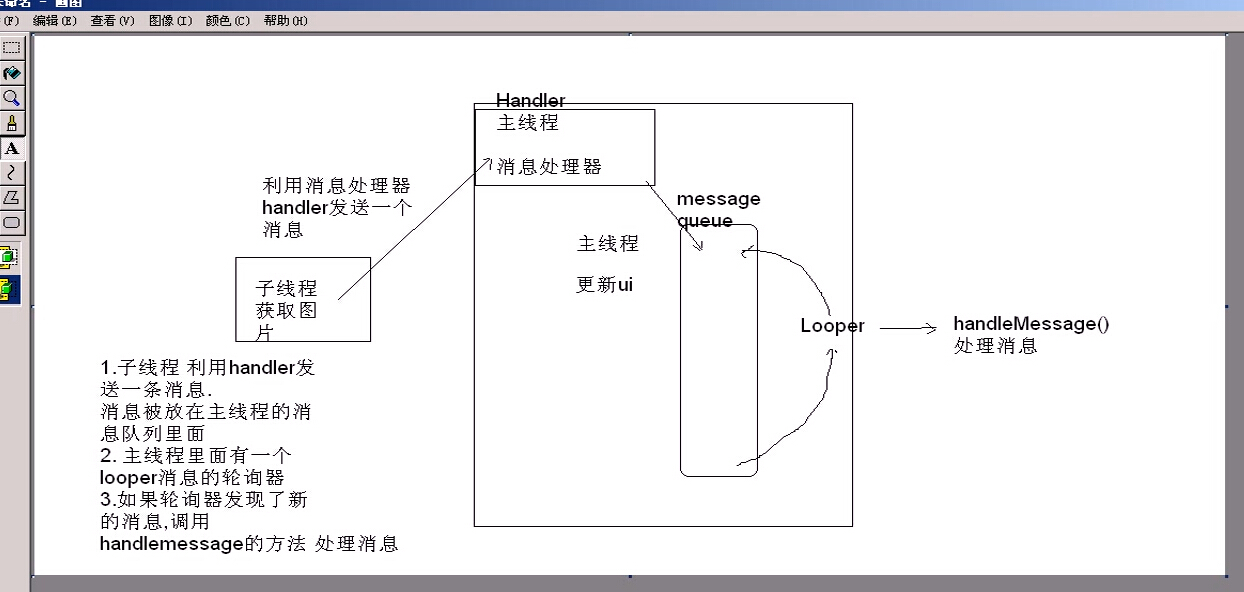 未命名 - 画图
(F) 编辑(E) 查看(V) 图像(I) 颜色(C) 帮助(H)
A
Handler
主线程
消息处理器
利用消息处理器
handler发送一个
消息
message
queue
主线程
更新ui
子线程
获取图
片
Looper
handleMessage()
处理消息
1.子线程 利用handler发
送一条消息.
消息被放在主线程的消
息队列里面
2. 主线程里面有一个
looper消息的轮询器
3.如果轮询器发现了新
的消息,调用
handlemessage的方法 处理消息